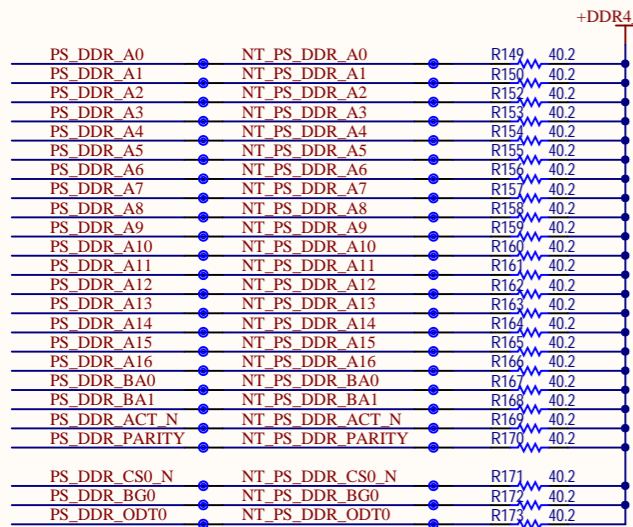 +DDR4_
PS_DDR_A0 NT_PS_DDR_A0 R149 40.2
PS_DDR_A1 NT_PS_DDR_A1 R150 40.2
PS_DDR_A2 NT_PS_DDR_A2 R152 40.2
PS_DDR_A3 NT_PS_DDR_A3 R153 40.2
PS_DDR_A4 NT_PS_DDR_A4 R154 40.2
PS_DDR_A5 NT_PS_DDR_A5 R155 40.2
PS_DDR_A6 NT_PS_DDR_A6 R156 40.2
PS_DDR_A7 NT_PS_DDR_A7 R157 40.2
PS_DDR_A8 NT_PS_DDR_A8 R158 40.2
PS_DDR_A9 NT_PS_DDR_A9 R159 40.2
PS_DDR_A10 NT_PS_DDR_A10 R160 40.2
PS_DDR_A11 NT_PS_DDR_A11 R161 40.2
PS_DDR_A12 NT_PS_DDR_A12 R162 40.2
PS_DDR_A13 NT_PS_DDR_A13 R163 40.2
PS_DDR_A14 NT_PS_DDR_A14 R164 40.2
PS_DDR_A15 NT_PS_DDR_A15 R165 40.2
PS_DDR_A16 NT_PS_DDR_A16 R166 40.2
PS_DDR_BA0 NT_PS_DDR_BA0 R167 40.2
PS_DDR_BA1 NT_PS_DDR_BA1 R168 40.2
PS_DDR_ACT_N NT_PS_DDR_ACT_N R169 40.2
PS_DDR_PARITY NT_PS_DDR_PARITY R170 40.2
PS_DDR_CS0_N NT_PS_DDR_CS0_N R171 40.2
PS_DDR_BG0 NT_PS_DDR_BG0 R172 40.2
PS_DDR_ODT0 NT_PS_DDR_ODT0 R173 40.2